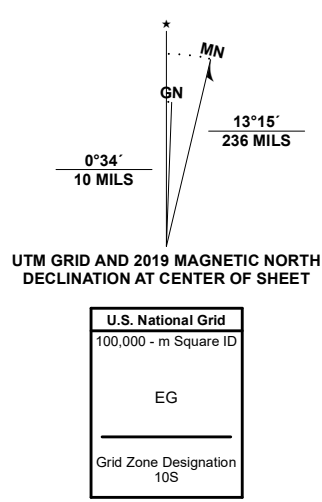 ★
MN
GN
13°15´
236 MILS
0°34´
10 MILS
UTM GRID AND 2019 MAGNETIC NORTH
DECLINATION AT CENTER OF SHEET
U.S. National Grid
100,000 - m Square ID
EG
Grid Zone Designation
10S